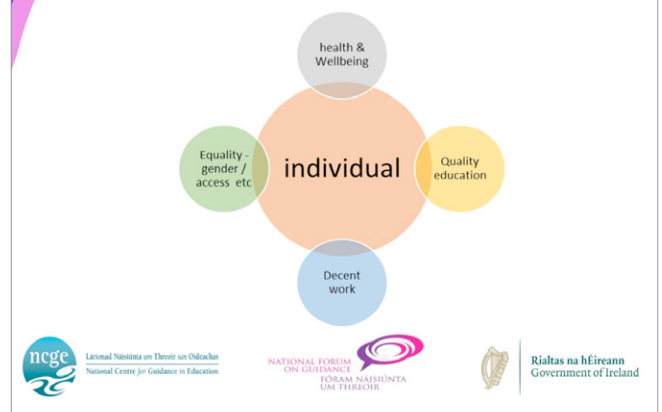 health &
Wellbeing
Equality -
gender /
access etc
individual
Quality
education
Decent
work
ncge
Lárionad Náisiúnta um Threoir san Oideachas
National Centre for Guidance in Education
NATIONAL FORUM
ON GUIDANCE
FÓRAM NÁISIÚNTA
UM THREOIR
Rialtas na hÉireann
Government of Ireland